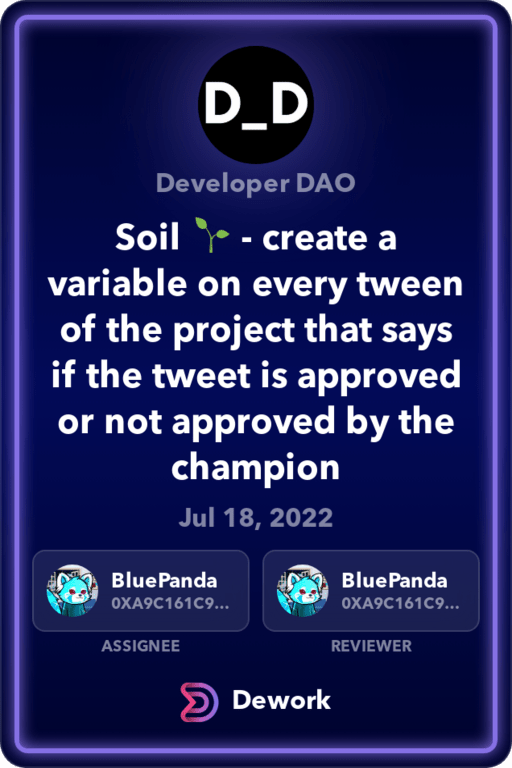 D_D
Developer DAO
Soil 🌱 - create a
variable on every tween
of the project that says
if the tweet is approved
or not approved by the
champion
Jul 18, 2022
BluePanda
0XA9C161C9...
ASSIGNEE
BluePanda
0XA9C161C9...
REVIEWER
Dework